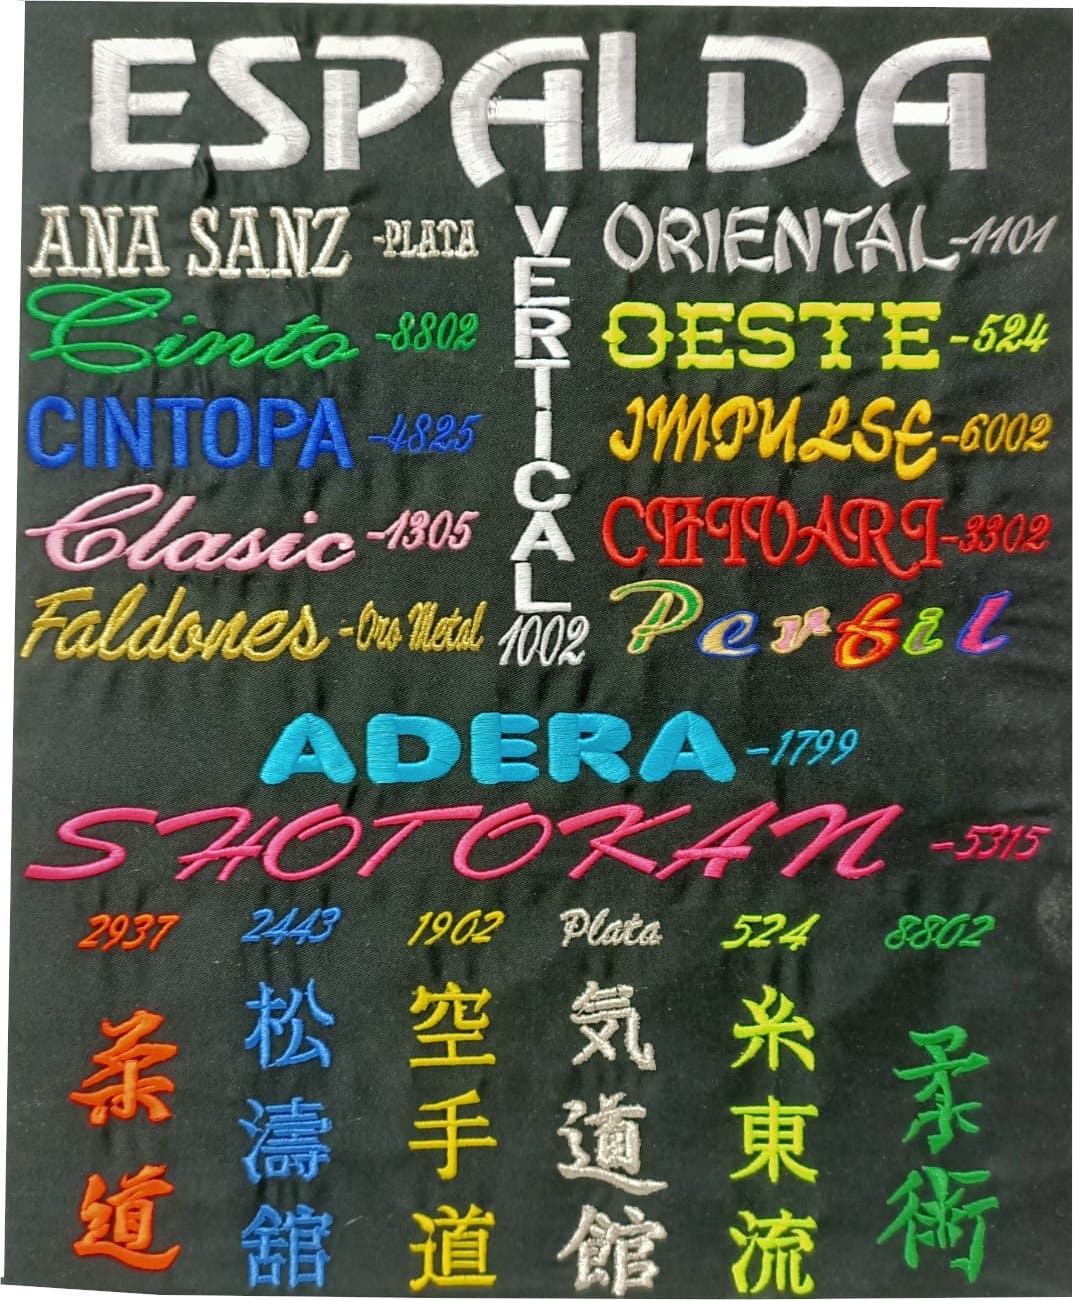 ESPALDA
ANA SANZ -PLATA
Cinto -8802
CINTOPA -4825
Clasic -1305
Faldones -Oro Metal
VERTICAL
1002
ORIENTAL -1101
OESTE -524
IMPULSE -6002
CHIVARI -3302
Perfil
ADERA -1799
SHOTOKAN -5315
2937
柔道
2443
松濤舘
1902
空手道
Plata
気道館
524
糸東流
8802
柔術